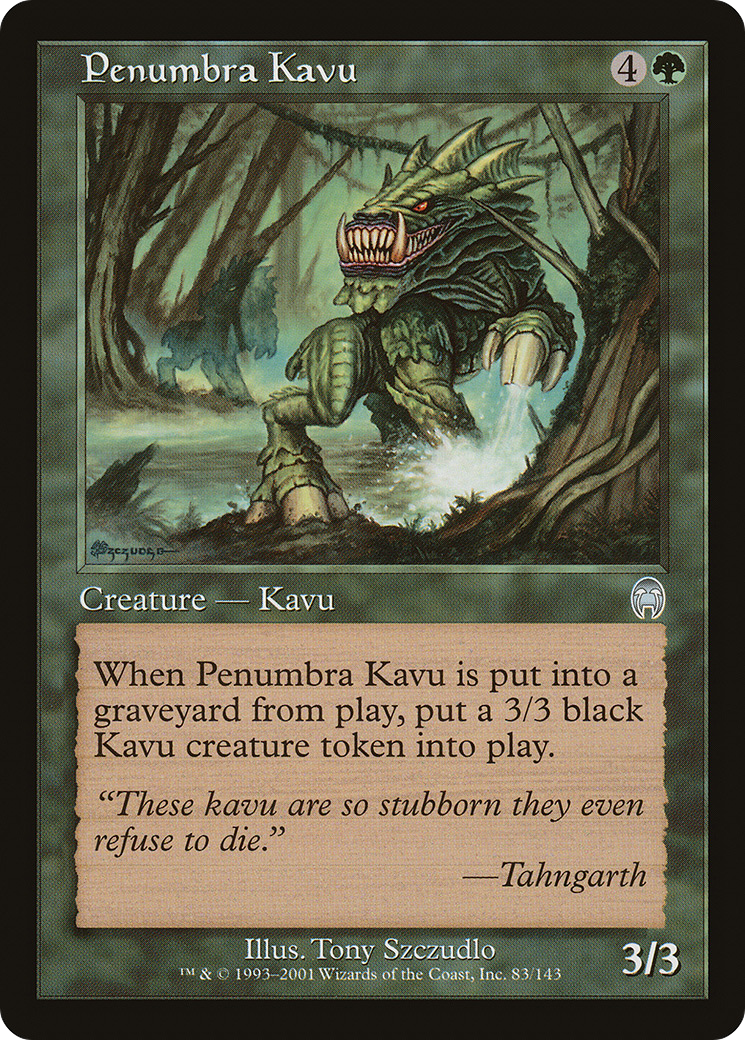 Penumbra Kavu
4
When Penumbra Kavu is put into a
graveyard from play, put a 3/3 black
Kavu creature token into play.
“These kavu are so stubborn they even
refuse to die.”
—Tahngarth
Creature — Kavu
Illus. Tony Szczudlo
™ & © 1993–2001 Wizards of the Coast, Inc. 83/143
3/3